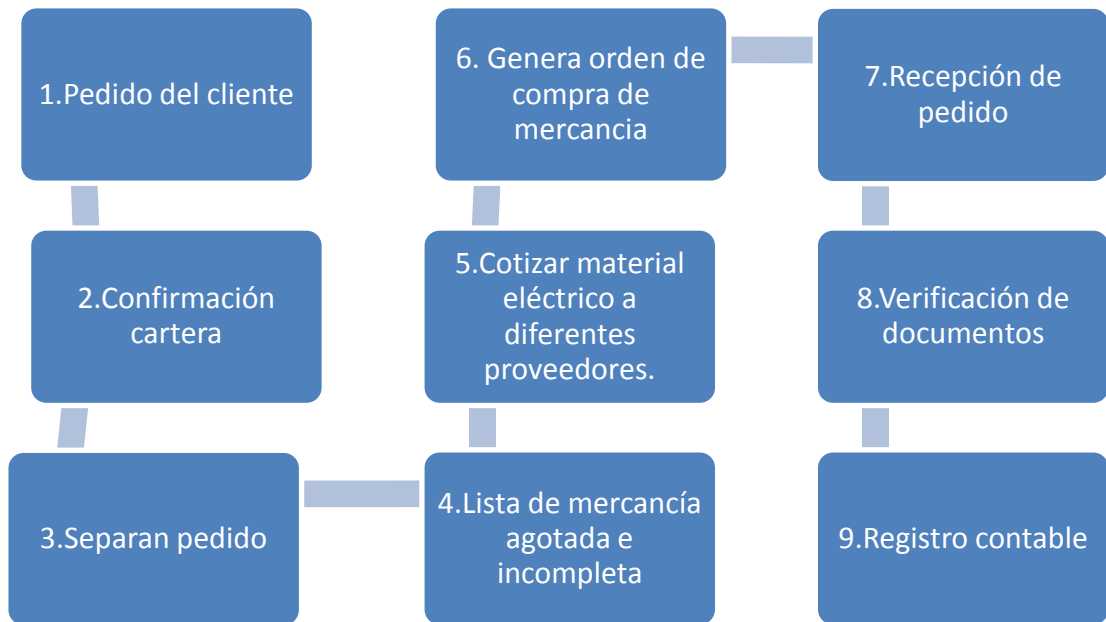 1.Pedido del cliente
2.Confirmación
cartera
3.Separan pedido
4.Lista de mercancía
agotada e
incompleta
5.Cotizar material
eléctrico a
diferentes
proveedores.
6. Genera orden de
compra de
mercancia
7.Recepción de
pedido
8.Verificación de
documentos
9.Registro contable